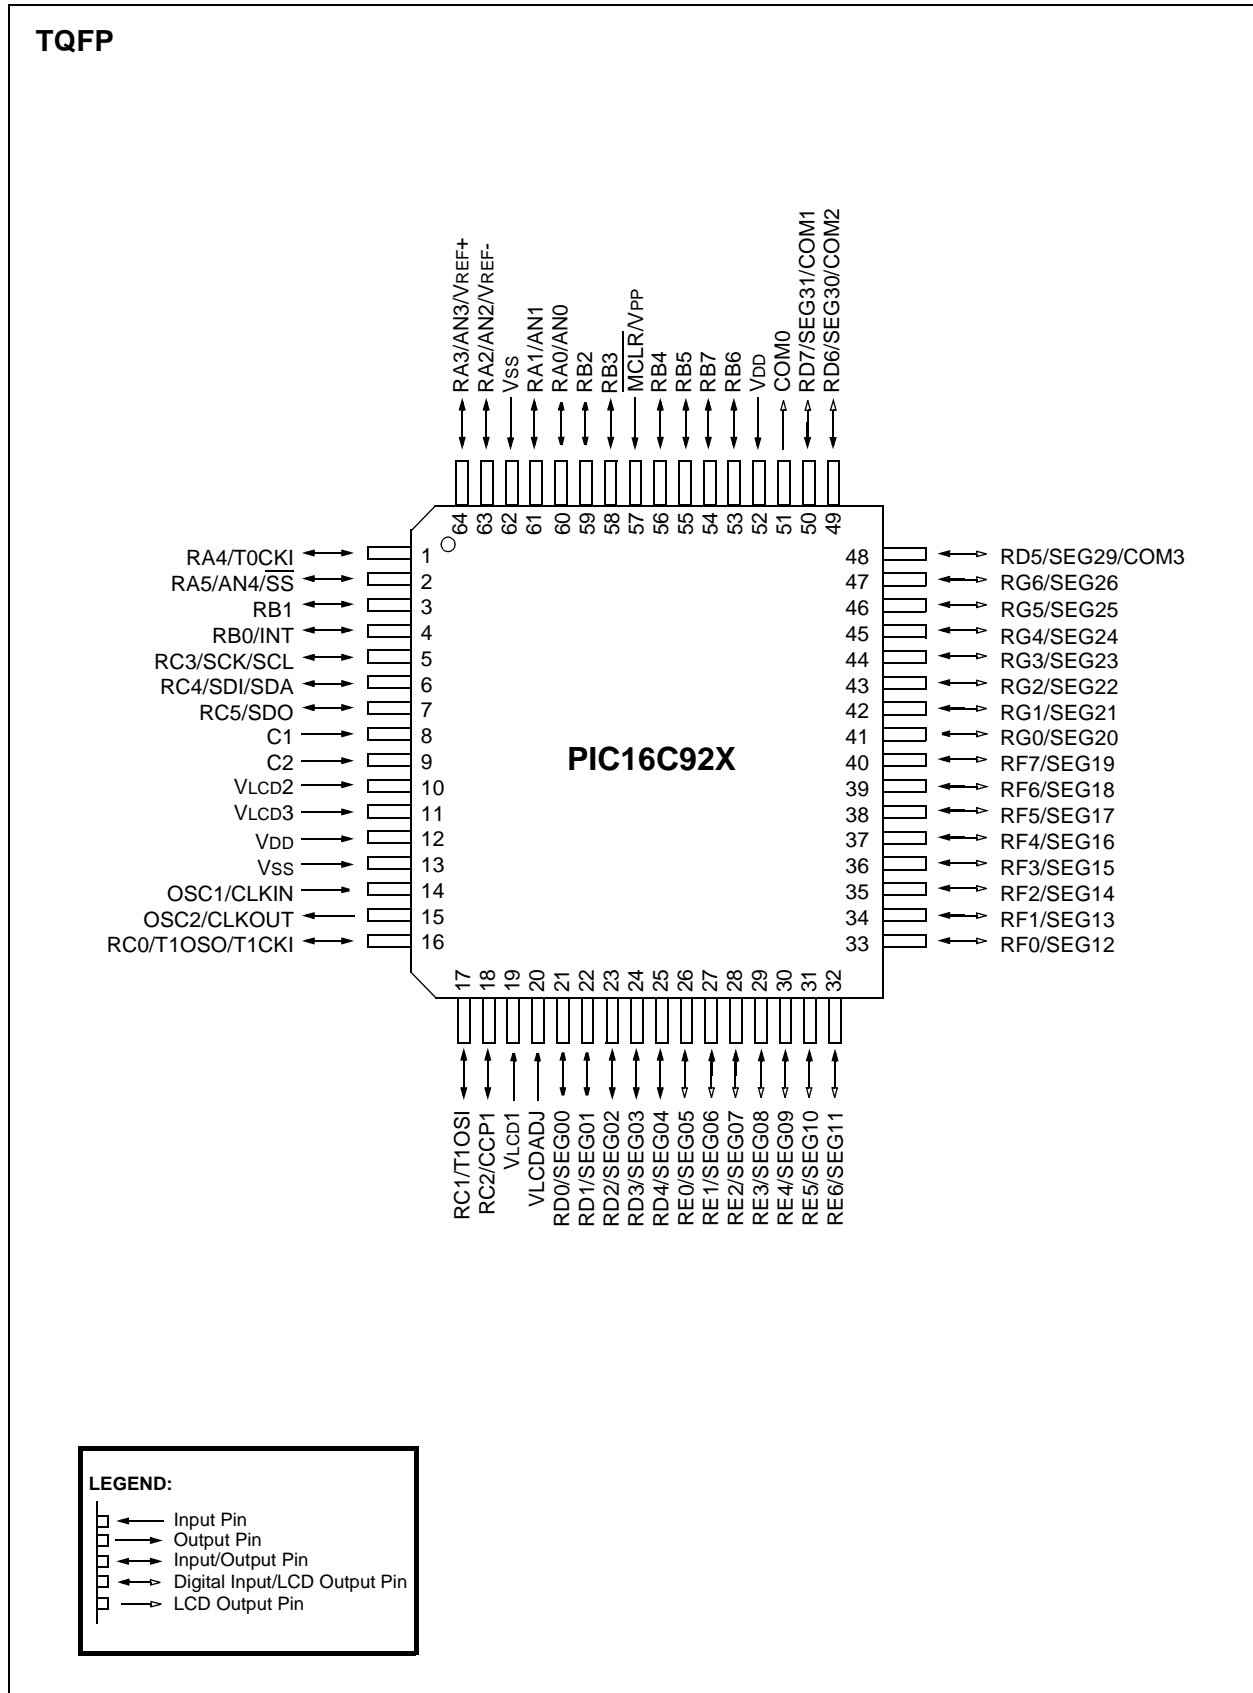 TQFP
RA3/AN3/VREF+
RA2/AN2/VREF-
VSS
RA1/AN1
RA0/AN0
RB2
RB3
MCLR/VPP
RB4
RB5
RB7
RB6
VDD
COM0
RD7/SEG31/COM1
RD6/SEG30/COM2
64 63 62 61 60 59 58 57 56 55 54 53 52 51 50 49
RA4/T0CKI 1
RA5/AN4/SS 2
RB1 3
RB0/INT 4
RC3/SCK/SCL 5
RC4/SDI/SDA 6
RC5/SDO 7
C1 8
C2 9
VLCD2 10
VLCD3 11
VDD 12
VSS 13
OSC1/CLKIN 14
OSC2/CLKOUT 15
RC0/T1OSO/T1CKI 16
PIC16C92X
48 RD5/SEG29/COM3
47 RG6/SEG26
46 RG5/SEG25
45 RG4/SEG24
44 RG3/SEG23
43 RG2/SEG22
42 RG1/SEG21
41 RG0/SEG20
40 RF7/SEG19
39 RF6/SEG18
38 RF5/SEG17
37 RF4/SEG16
36 RF3/SEG15
35 RF2/SEG14
34 RF1/SEG13
33 RF0/SEG12
17 18 19 20 21 22 23 24 25 26 27 28 29 30 31 32
RC1/T1OSI
RC2/CCP1
VLCD1
VLCDADJ
RD0/SEG00
RD1/SEG01
RD2/SEG02
RD3/SEG03
RD4/SEG04
RE0/SEG05
RE1/SEG06
RE2/SEG07
RE3/SEG08
RE4/SEG09
RE5/SEG10
RE6/SEG11
LEGEND:
Input Pin
Output Pin
Input/Output Pin
Digital Input/LCD Output Pin
LCD Output Pin